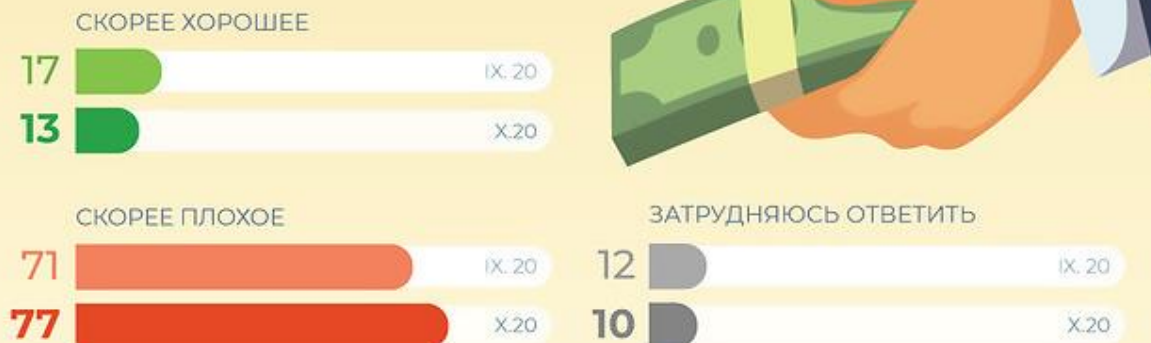 СКОРЕЕ ХОРОШЕЕ
17 IX. 20
13 X.20
СКОРЕЕ ПЛОХОЕ
71 IX. 20
77 X.20
ЗАТРУДНЯЮСЬ ОТВЕТИТЬ
12 IX. 20
10 X.20